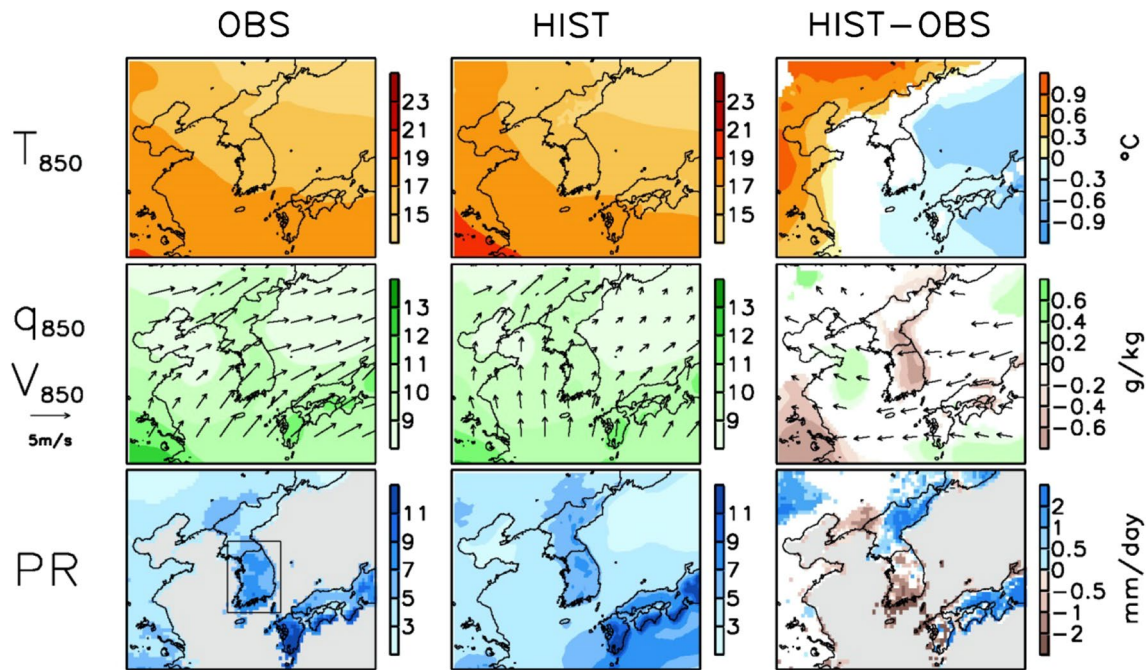 OBS HIST HIST−OBS
T850
23 21 19 17 15
23 21 19 17 15
0.9 0.6 0.3 0 −0.3 −0.6 −0.9
°C
q850
V850
5m/s
13 12 11 10 9
13 12 11 10 9
0.6 0.4 0.2 0 −0.2 −0.4 −0.6
g/kg
PR
11 9 7 5 3
11 9 7 5 3
2 1 0.5 0 −0.5 −1 −2
mm/day